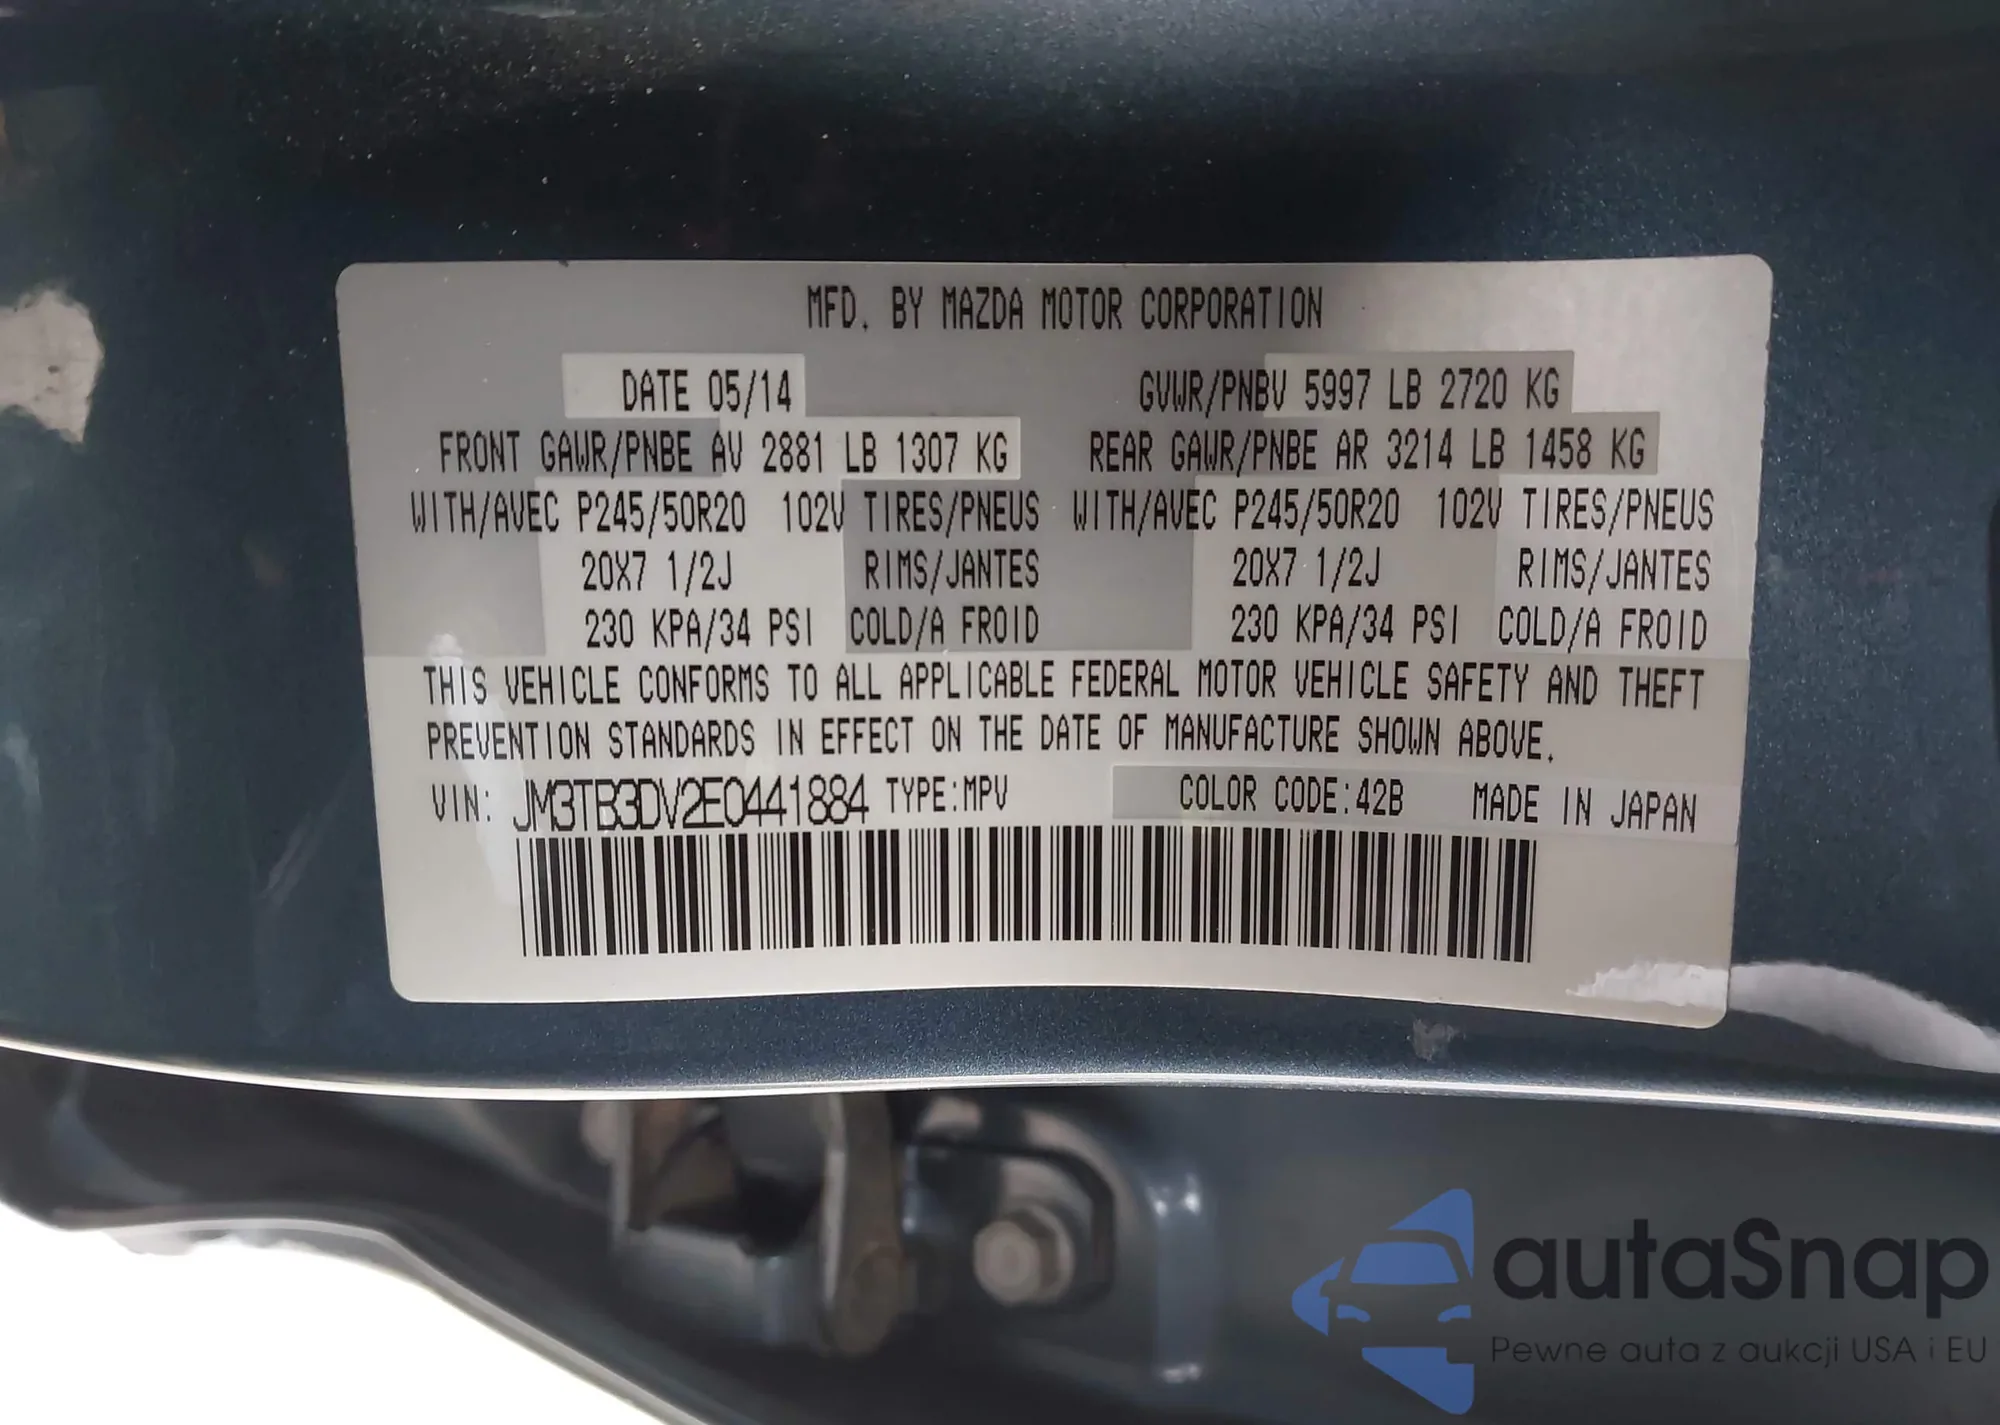 MFD. BY MAZDA MOTOR CORPORATION
DATE 05/14 GVWR/PNBV 5997 LB 2720 KG
FRONT GAWR/PNBE AV 2881 LB 1307 KG REAR GAWR/PNBE AR 3214 LB 1458 KG
WITH/AVEC P245/50R20 102V TIRES/PNEUS WITH/AVEC P245/50R20 102V TIRES/PNEUS
20X7 1/2J RIMS/JANTES 20X7 1/2J RIMS/JANTES
230 KPA/34 PSI COLD/A FROID 230 KPA/34 PSI COLD/A FROID
THIS VEHICLE CONFORMS TO ALL APPLICABLE FEDERAL MOTOR VEHICLE SAFETY AND THEFT
PREVENTION STANDARDS IN EFFECT ON THE DATE OF MANUFACTURE SHOWN ABOVE.
VIN: JM3TB3DV2E0441884 TYPE:MPV COLOR CODE:42B MADE IN JAPAN
autaSnap
Pewne auta z aukcji USA i EU